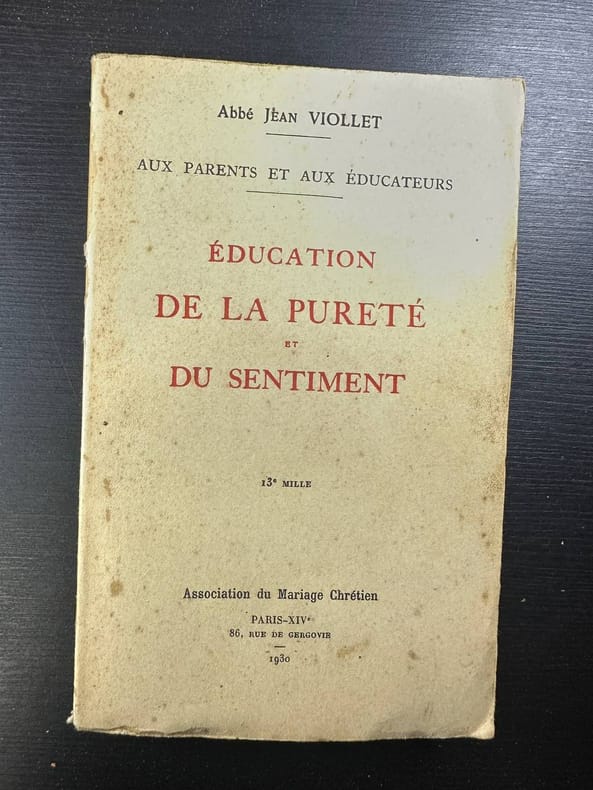 Abbé Jean VIOLLET
AUX PARENTS ET AUX ÉDUCATEURS
ÉDUCATION
DE LA PURETÉ
ET
DU SENTIMENT
13e MILLE
Association du Mariage Chrétien
PARIS-XIVe
86, RUE DE GERGOVIE
1930